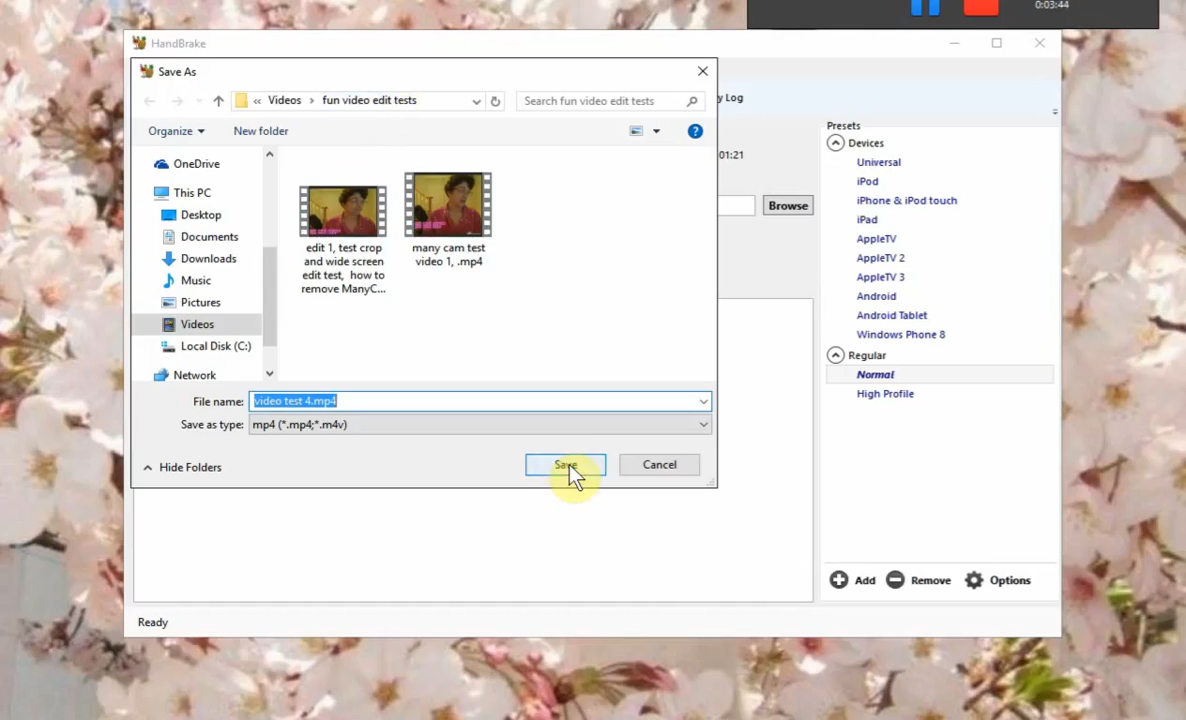 0:03:44
HandBrake
Save As
« Videos › fun video edit tests
Search fun video edit tests
y Log
Organize
New folder
Presets
Devices
01:21
OneDrive
Universal
This PC
iPod
Desktop
iPhone & iPod touch
Browse
iPad
Documents
AppleTV
edit 1, test crop
and wide screen
edit test, how to
remove ManyC...
many cam test
video 1, .mp4
Downloads
AppleTV 2
Music
AppleTV 3
Pictures
Android
Android Tablet
Videos
Windows Phone 8
Local Disk (C:)
Regular
Network
Normal
High Profile
File name: video test 4.mp4
Save as type: mp4 (*.mp4;*.m4v)
Hide Folders
Save
Cancel
Add
Remove
Options
Ready